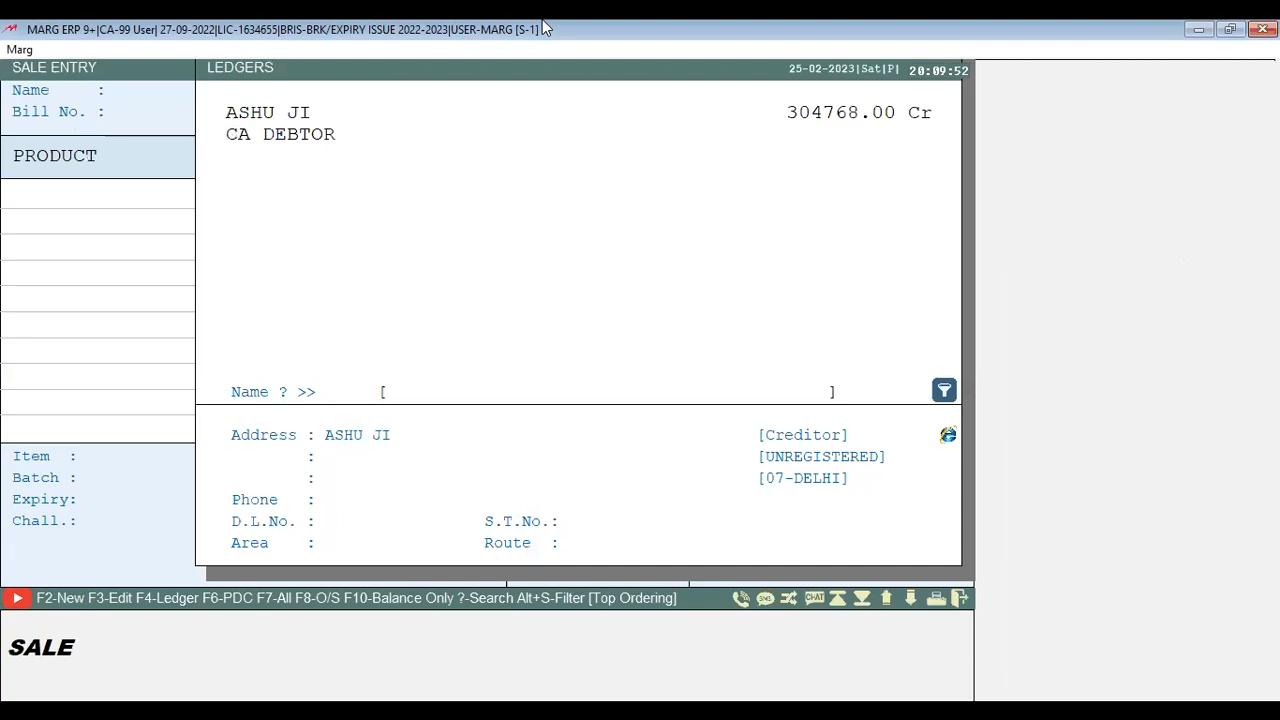 MARG ERP 9+|CA-99 User| 27-09-2022|LIC-1634655|BRIS-BRK/EXPIRY ISSUE 2022-2023|USER-MARG [S-1]
Marg
SALE ENTRY
LEDGERS
25-02-2023|Sat|P| 20:09:52
Name :
Bill No. :
PRODUCT
ASHU JI 304768.00 Cr
CA DEBTOR
Name ? >> [ ]
Item :
Batch :
Expiry:
Chall.:
Address : ASHU JI [Creditor]
: [UNREGISTERED]
: [07-DELHI]
Phone :
D.L.No. : S.T.No.:
Area : Route :
F2-New F3-Edit F4-Ledger F6-PDC F7-All F8-O/S F10-Balance Only ?-Search Alt+S-Filter [Top Ordering]
SMS
CHAT
SALE